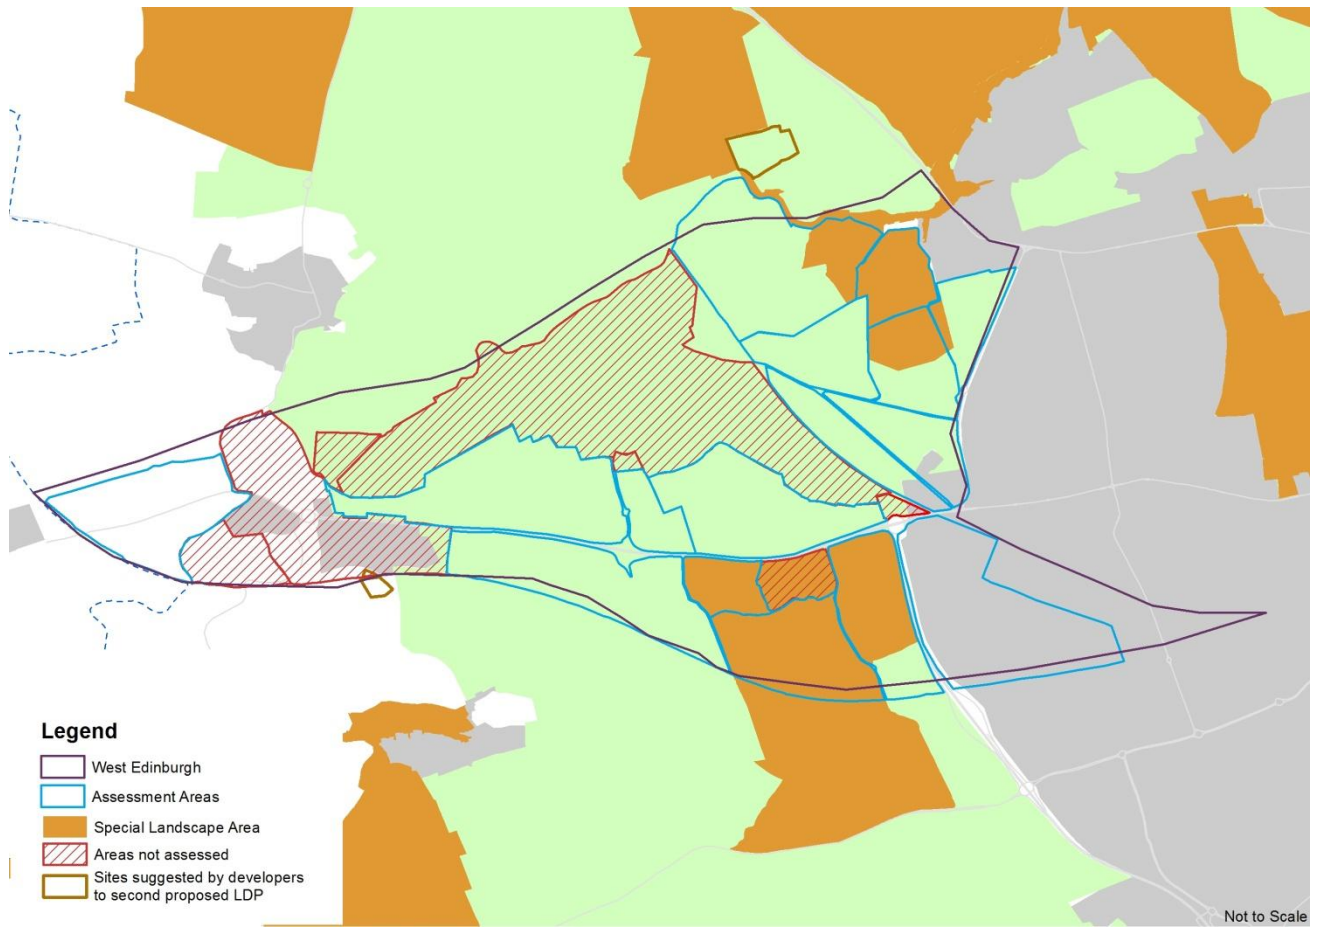 Legend
West Edinburgh
Assessment Areas
Special Landscape Area
Areas not assessed
Sites suggested by developers
to second proposed LDP
Not to Scale